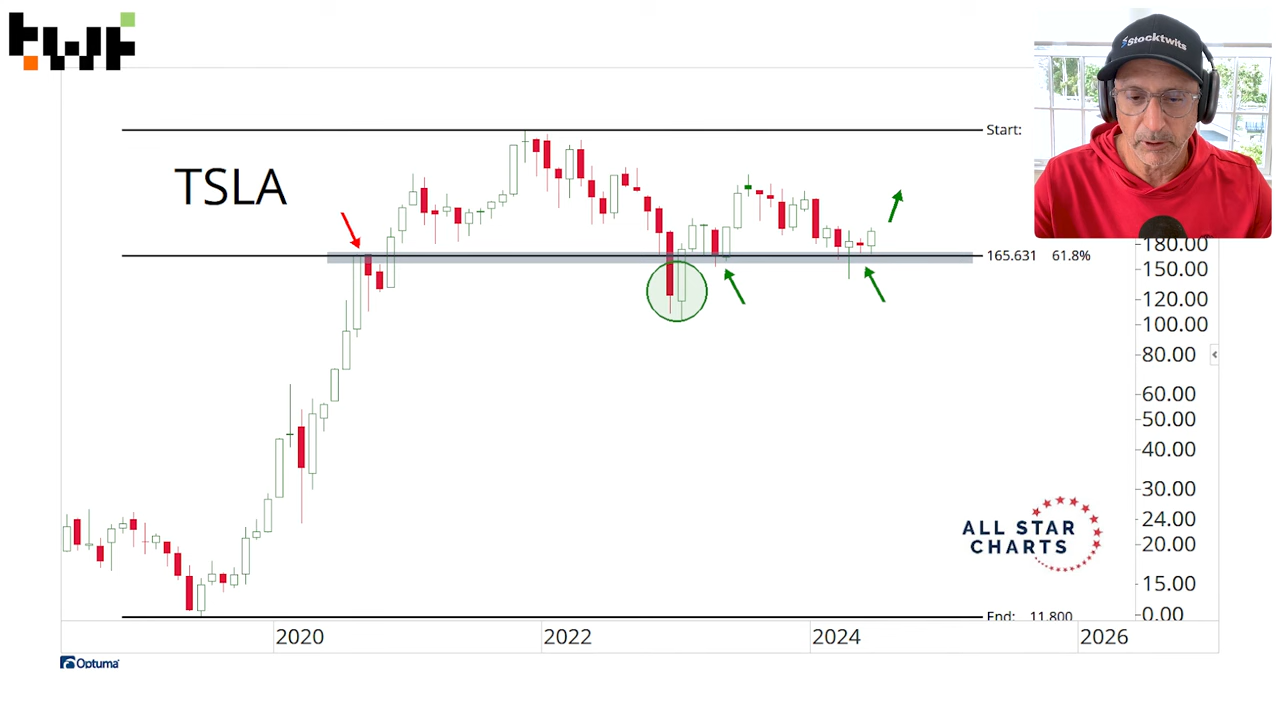 twf
Stocktwits
TSLA
Start:
180.00
165.631 61.8%
150.00
120.00
100.00
80.00
60.00
50.00
40.00
30.00
24.00
20.00
15.00
0.00
ALL STAR
CHARTS
End: 11.800
2020 2022 2024 2026
Optuma